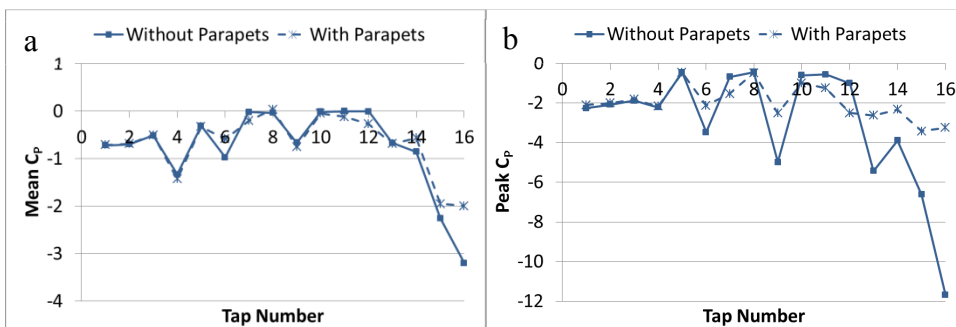 a
Without Parapets
With Parapets
1
0
-1
-2
-3
-4
0 2 4 6 8 10 12 14 16
Mean CP
Tap Number
b
Without Parapets
With Parapets
0
-2
-4
-6
-8
-10
-12
0 2 4 6 8 10 12 14 16
Peak CP
Tap Number